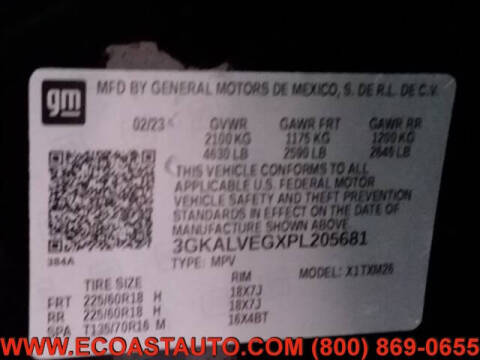 gm
MFD BY GENERAL MOTORS DE MEXICO, S. DE R.L. DE C.V.
02/23 GVWR GAWR FRT GAWR RR
2100 KG 1175 KG 1200 KG
4630 LB 2590 LB 2645 LB
THIS VEHICLE CONFORMS TO ALL
APPLICABLE U.S. FEDERAL MOTOR
VEHICLE SAFETY AND THEFT PREVENTION
STANDARDS IN EFFECT ON THE DATE OF
MANUFACTURE SHOWN ABOVE.
3GKALVEGXPL205681
384A
TYPE: MPV MODEL: X1TXM26
TIRE SIZE RIM
FRT 225/60R18 H 18X7J
RR 225/60R18 H 18X7J
SPA T135/70R16 M 16X4BT
WWW.ECOASTAUTO.COM (800) 869-0655